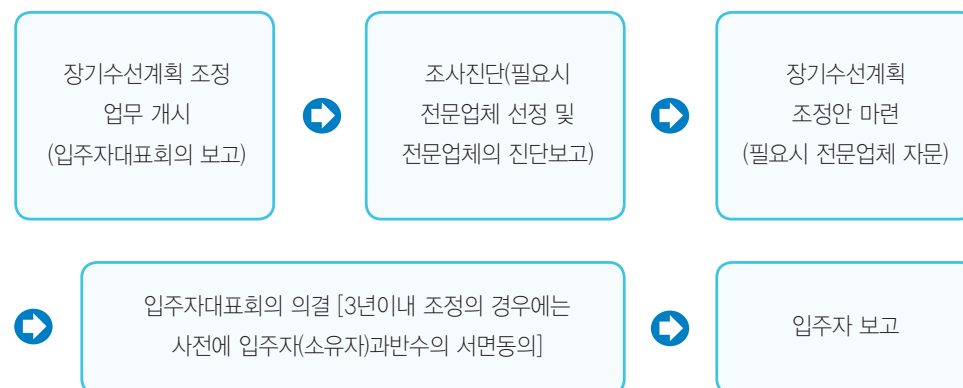 장기수선계획 조정
업무 개시
(입주자대표회의 보고)
조사진단(필요시
전문업체 선정 및
전문업체의 진단보고)
장기수선계획
조정안 마련
(필요시 전문업체 자문)
입주자대표회의 의결 [3년이내 조정의 경우에는
사전에 입주자(소유자)과반수의 서면동의]
입주자 보고